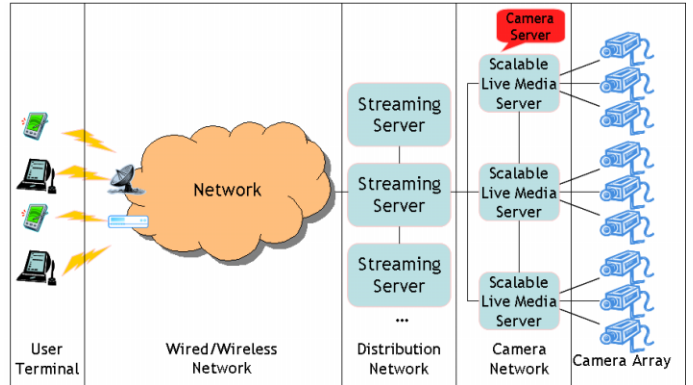 Camera
Server
Scalable
Live Media
Server
Streaming
Server
Network
Streaming
Server
Scalable
Live Media
Server
Streaming
Server
Scalable
Live Media
Server
...
User
Terminal
Wired/Wireless
Network
Distribution
Network
Camera
Network
Camera Array